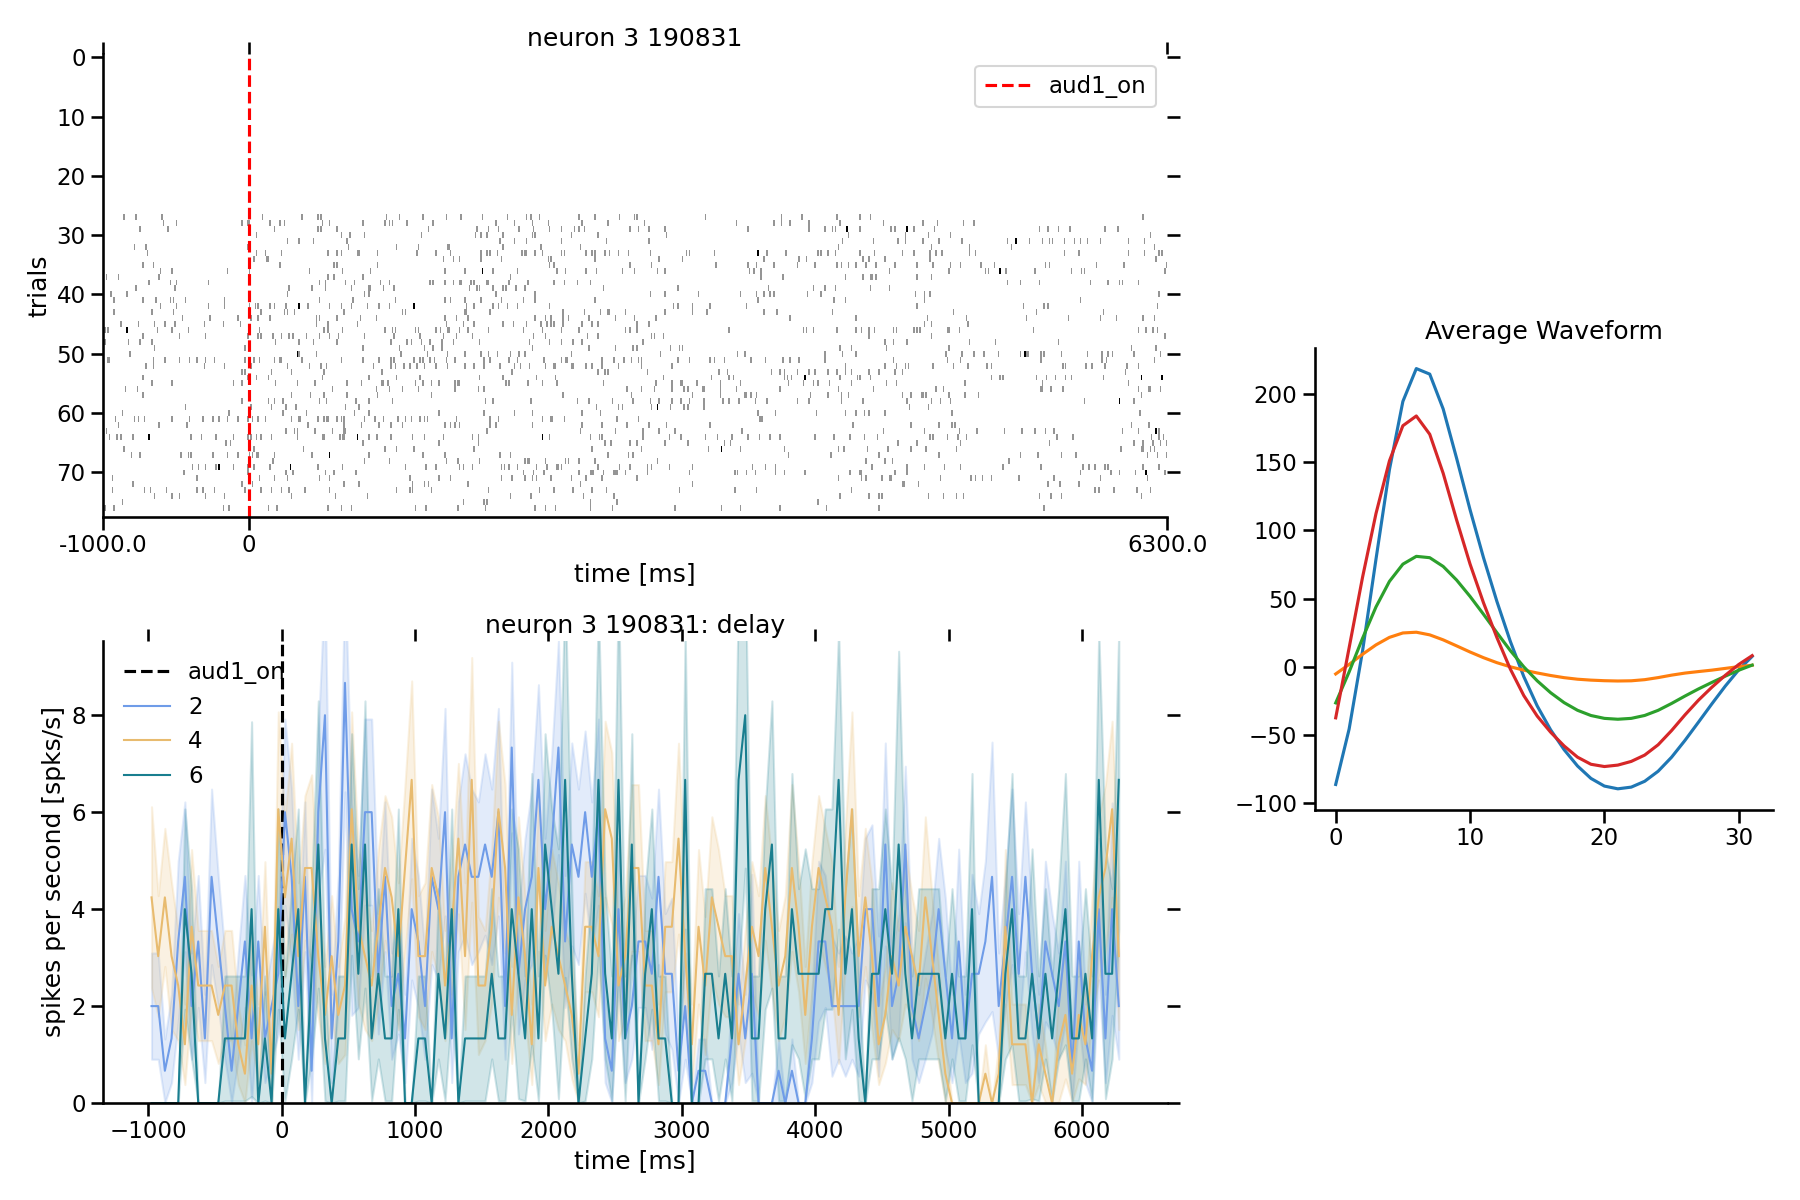 neuron 3 190831
aud1_on
0
10
20
30
40
50
60
70
trials
-1000.0 0 6300.0
time [ms]
neuron 3 190831: delay
aud1_on
2
4
6
8
6
4
2
0
spikes per second [spks/s]
−1000 0 1000 2000 3000 4000 5000 6000
time [ms]
Average Waveform
200
150
100
50
0
−50
−100
0 10 20 30